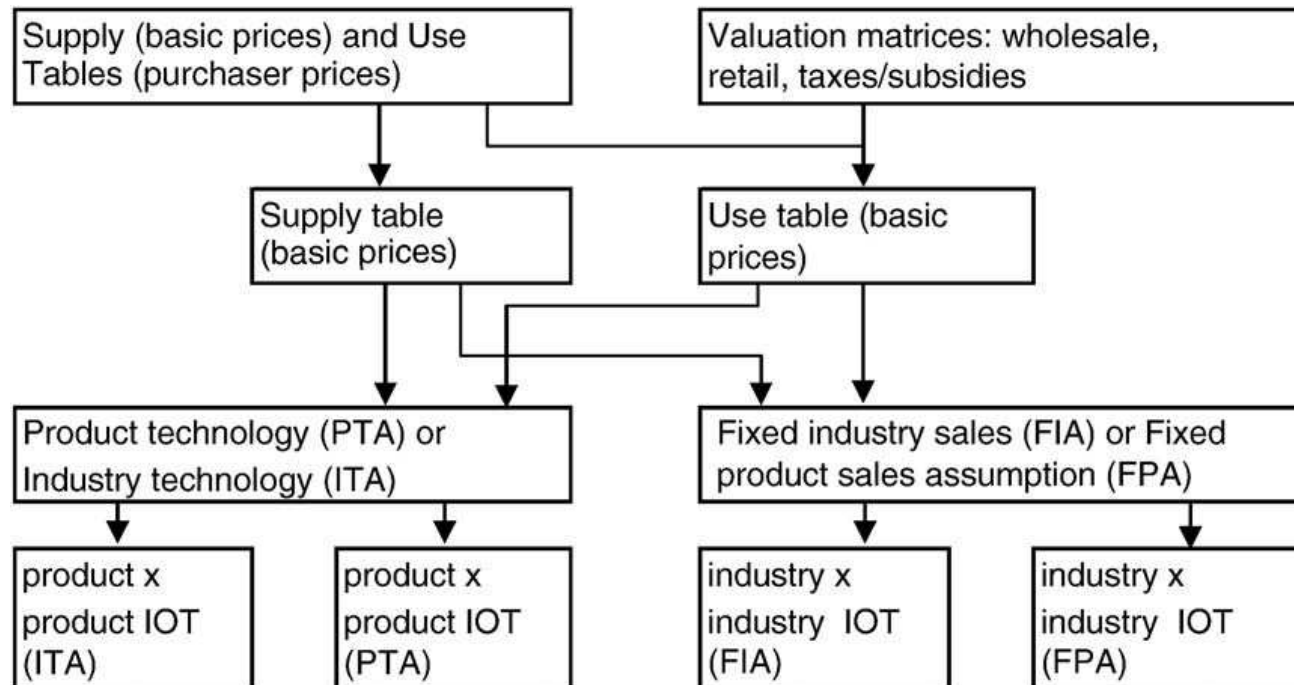 Supply (basic prices) and Use
Tables (purchaser prices)
Valuation matrices: wholesale,
retail, taxes/subsidies
Supply table
(basic prices)
Use table (basic
prices)
Product technology (PTA) or
Industry technology (ITA)
Fixed industry sales (FIA) or Fixed
product sales assumption (FPA)
product x
product IOT
(ITA)
product x
product IOT
(PTA)
industry x
industry IOT
(FIA)
industry x
industry IOT
(FPA)